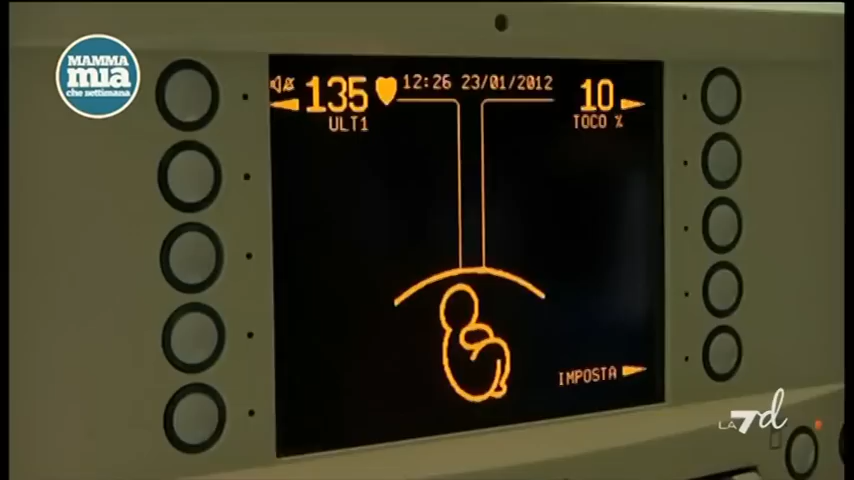 MAMMA
mia
che settimana
135
12:26 23/01/2012
10
ULT1
TOCO %
IMPOSTA
LA7d